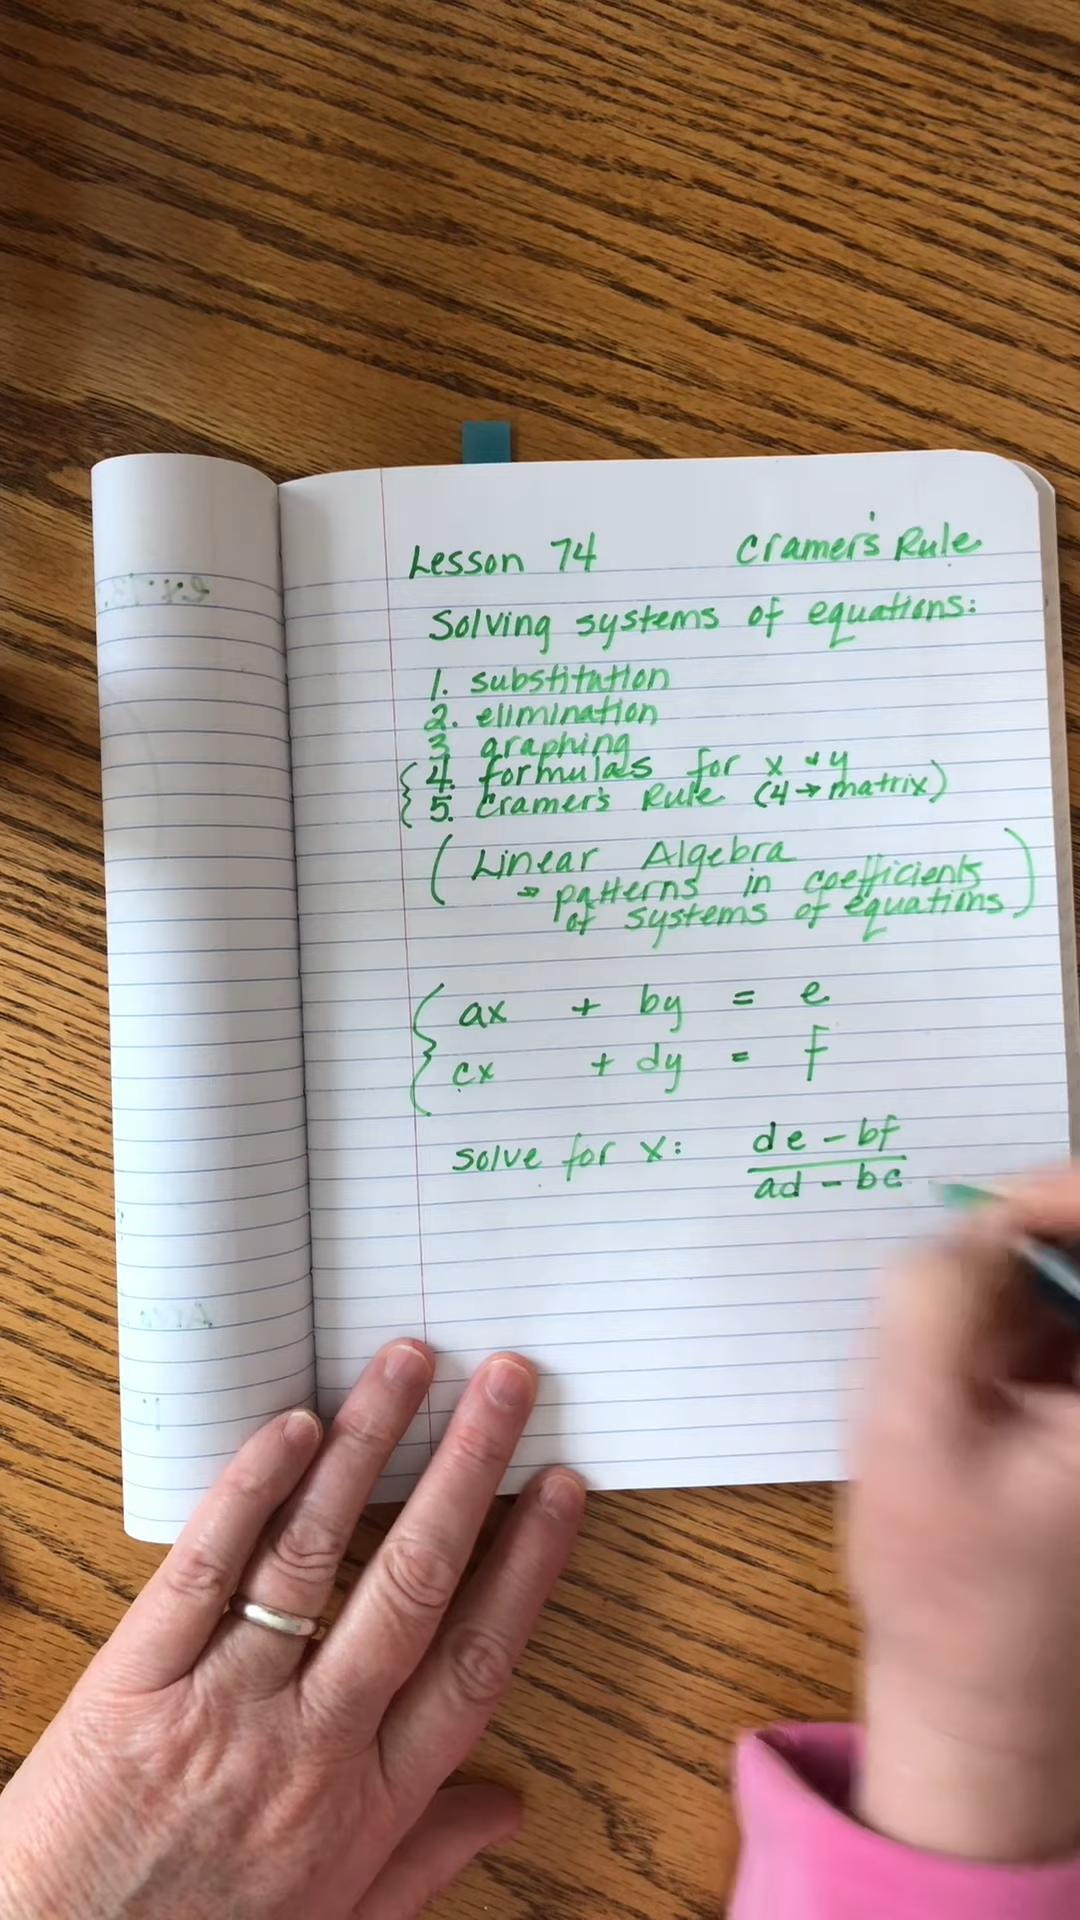 Lesson 74 Cramer's Rule
Solving systems of equations:
1. substitution
2. elimination
3. graphing
4. formulas for x & y
5. Cramer's Rule (4 → matrix)
(Linear Algebra
→ patterns in coefficients
of systems of equations)
ax + by = e
cx + dy = f
solve for x: de - bf
ad - bc